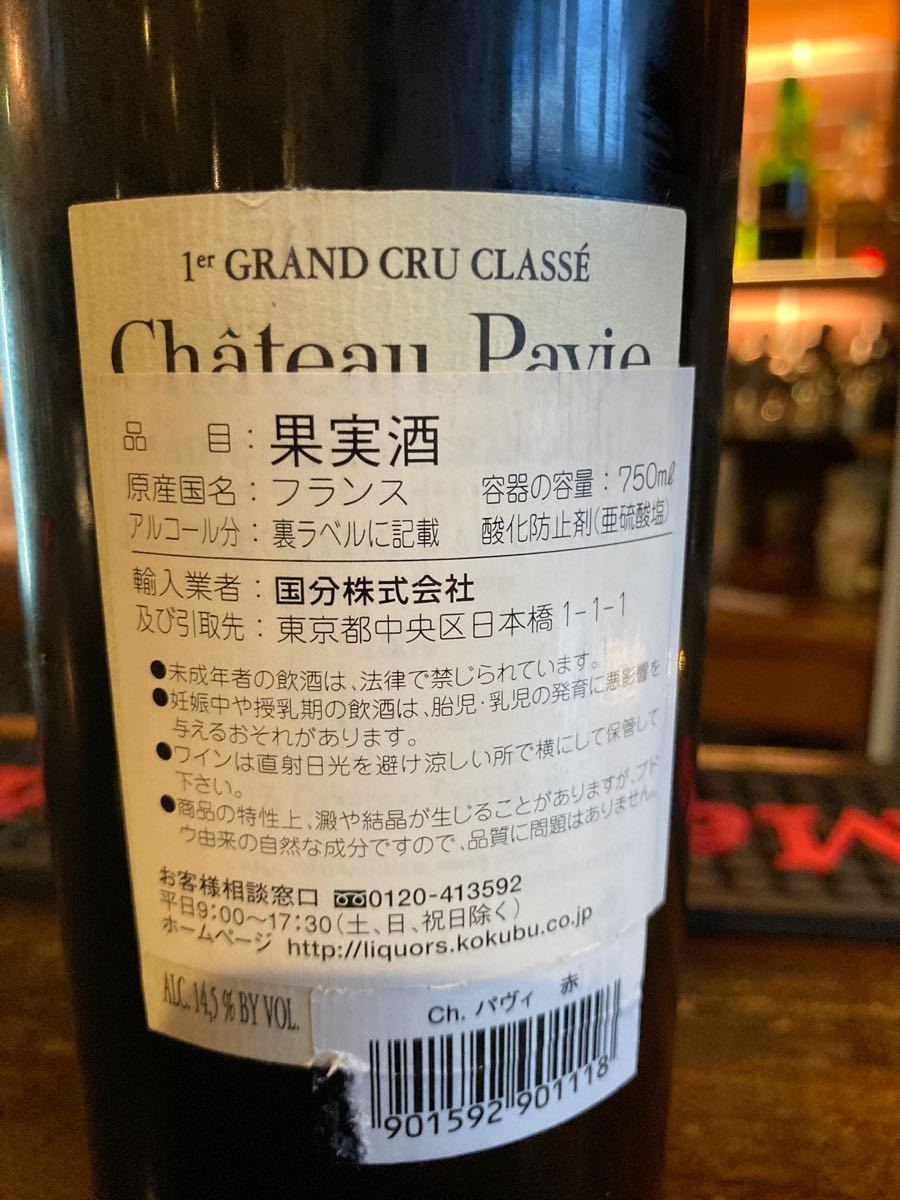 1er GRAND CRU CLASSÉ
Château Pavie
品 目：果実酒
原産国名：フランス 容器の容量：750mℓ
アルコール分：裏ラベルに記載 酸化防止剤（亜硫酸塩）
輸入業者：国分株式会社
及び引取先：東京都中央区日本橋1-1-1
●未成年者の飲酒は、法律で禁じられています。
●妊娠中や授乳期の飲酒は、胎児・乳児の発育に悪影響を
与えるおそれがあります。
●ワインは直射日光を避け涼しい所で横にして保管して
下さい。
●商品の特性上、澱や結晶が生じることがありますが、ブド
ウ由来の自然な成分ですので、品質に問題はありません。
お客様相談窓口 0120-413592
平日9:00〜17:30（土、日、祝日除く）
ホームページ http://liquors.kokubu.co.jp
ALC. 14,5 % BY VOL.
Ch. パヴィ 赤
901592 901118